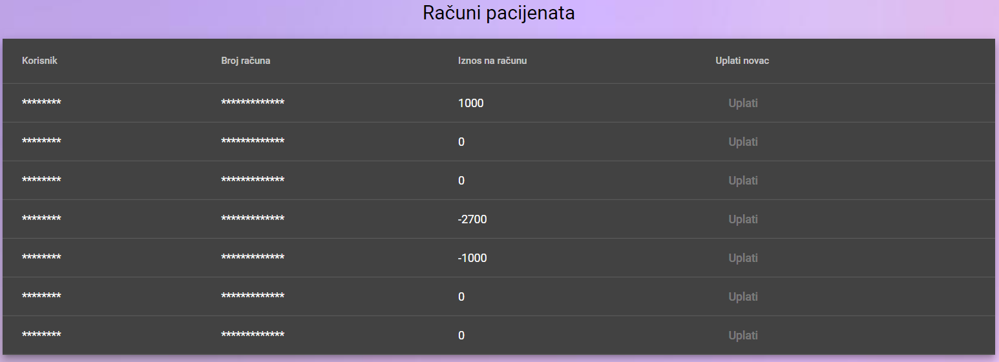 Računi pacijenata
Korisnik Broj računa Iznos na računu Uplati novac
******** ************* 1000 Uplati
******** ************* 0 Uplati
******** ************* 0 Uplati
******** ************* -2700 Uplati
******** ************* -1000 Uplati
******** ************* 0 Uplati
******** ************* 0 Uplati